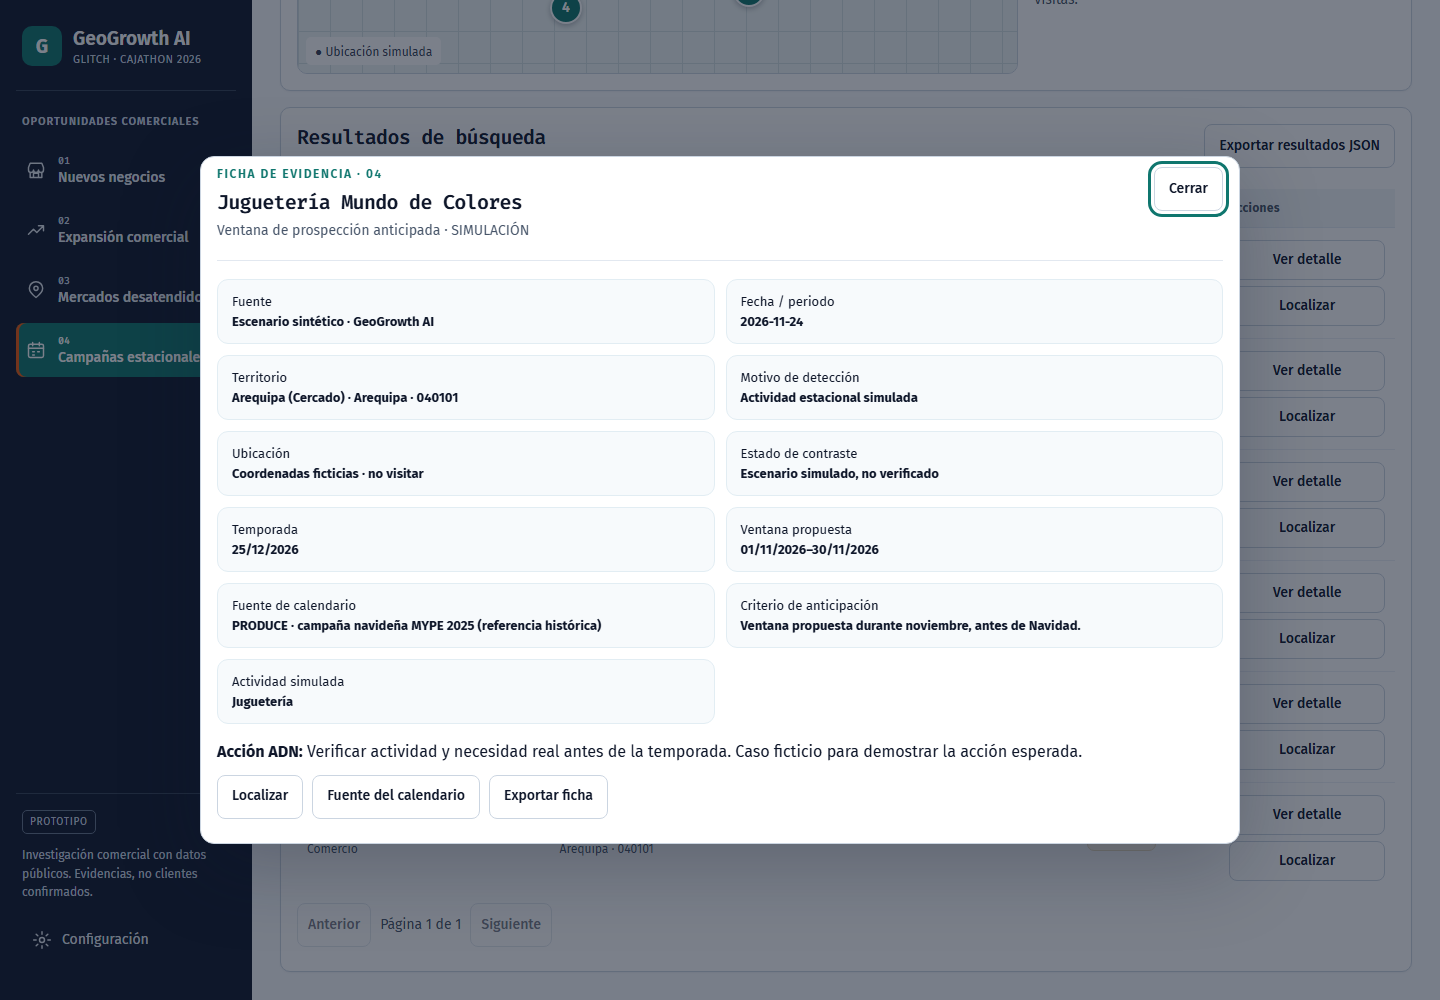 G
GeoGrowth AI
GLITCH · CAJATHON 2026
OPORTUNIDADES COMERCIALES
01
Nuevos negocios
02
Expansión comercial
03
Mercados desatendido
04
Campañas estacionale
PROTOTIPO
Investigación comercial con datos
públicos. Evidencias, no clientes
confirmados.
Configuración
4
visitas.
● Ubicación simulada
Resultados de búsqueda
Exportar resultados JSON
cciones
FICHA DE EVIDENCIA · 04
Juguetería Mundo de Colores
Ventana de prospección anticipada · SIMULACIÓN
Cerrar
Fuente
Escenario sintético · GeoGrowth AI
Fecha / periodo
2026-11-24
Territorio
Arequipa (Cercado) · Arequipa · 040101
Motivo de detección
Actividad estacional simulada
Ubicación
Coordenadas ficticias · no visitar
Estado de contraste
Escenario simulado, no verificado
Temporada
25/12/2026
Ventana propuesta
01/11/2026–30/11/2026
Fuente de calendario
PRODUCE · campaña navideña MYPE 2025 (referencia histórica)
Criterio de anticipación
Ventana propuesta durante noviembre, antes de Navidad.
Actividad simulada
Juguetería
Acción ADN: Verificar actividad y necesidad real antes de la temporada. Caso ficticio para demostrar la acción esperada.
Localizar
Fuente del calendario
Exportar ficha
Ver detalle
Localizar
Ver detalle
Localizar
Ver detalle
Localizar
Ver detalle
Localizar
Ver detalle
Localizar
Ver detalle
Localizar
Comercio
Arequipa · 040101
Anterior
Página 1 de 1
Siguiente